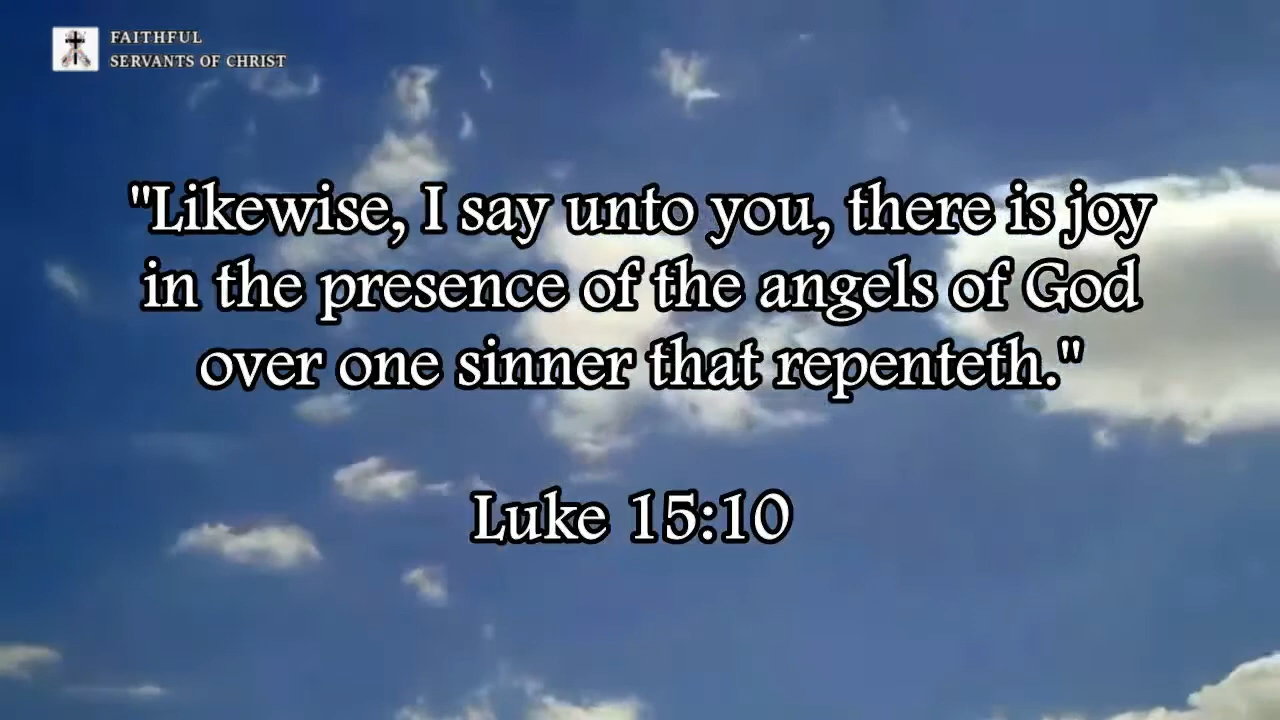 FAITHFUL
SERVANTS OF CHRIST
"Likewise, I say unto you, there is joy
in the presence of the angels of God
over one sinner that repenteth."
Luke 15:10